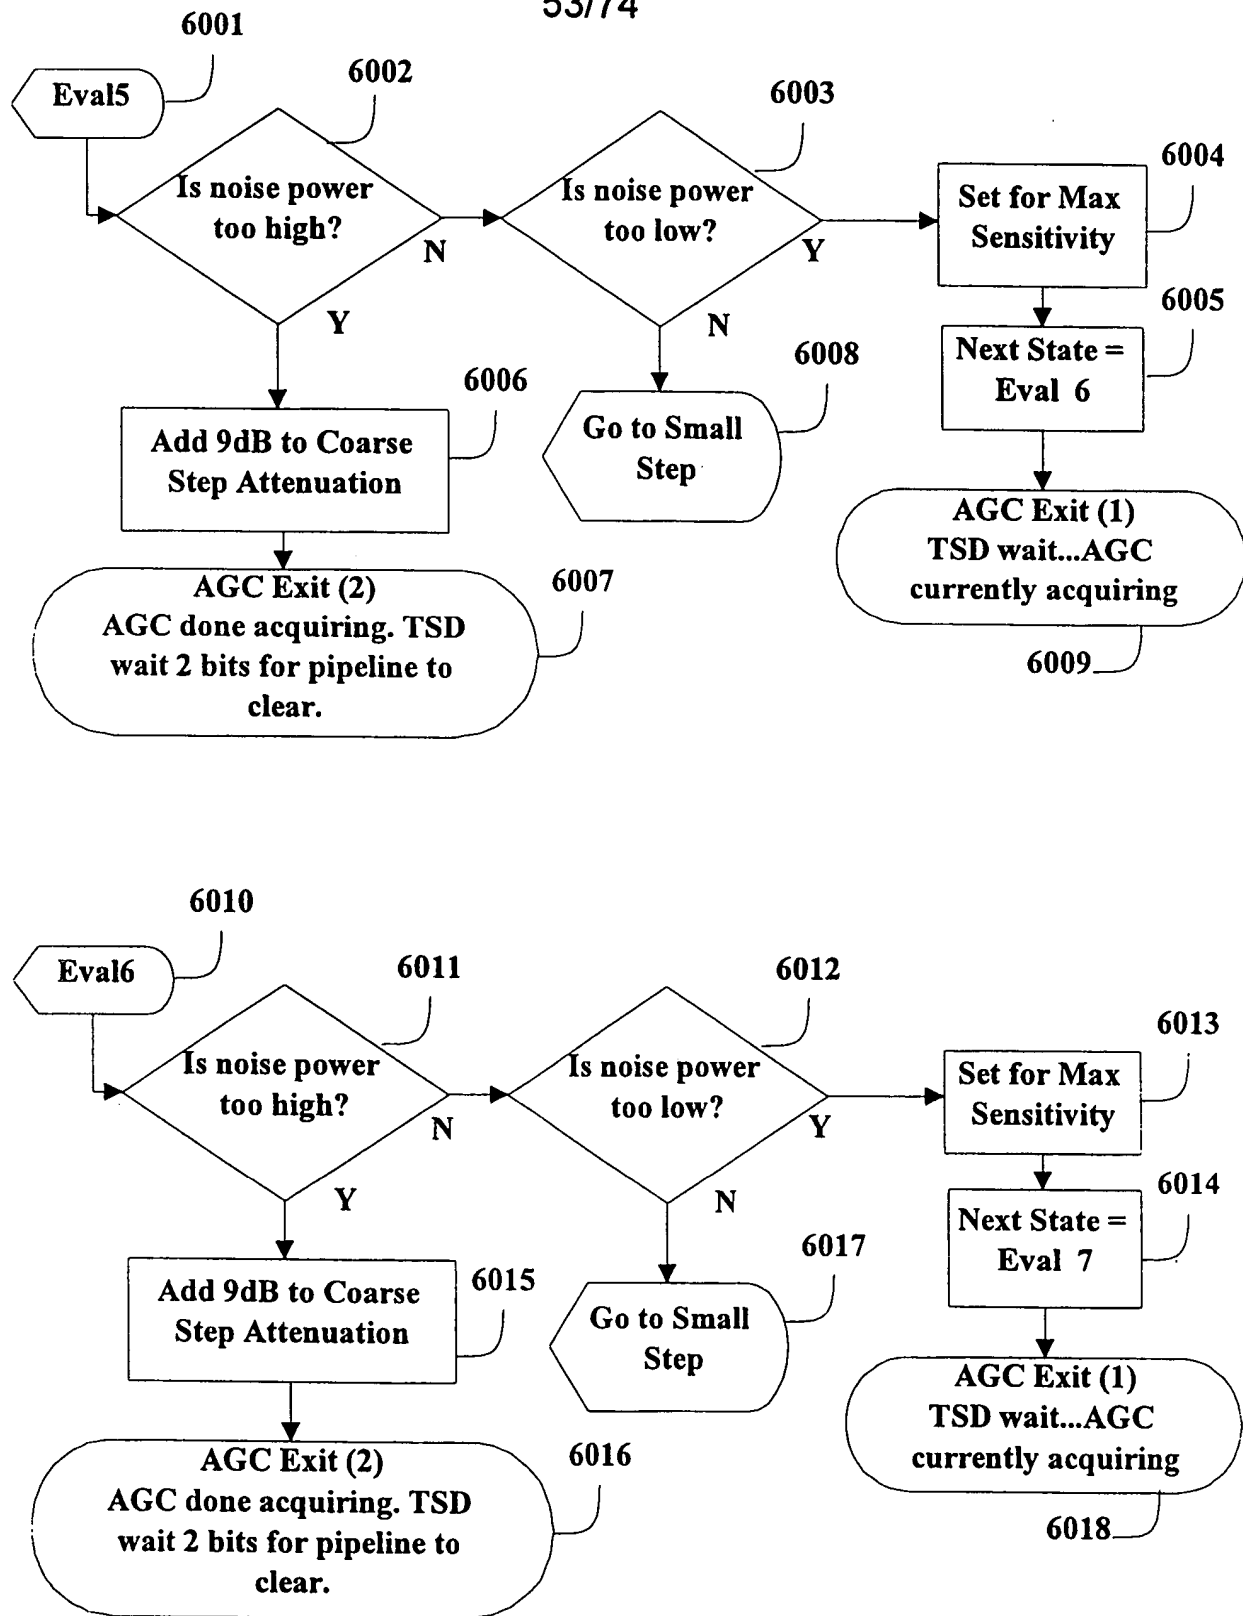 53/74
6001
Eval5
6002
Is noise power
too high?
N
Y
6003
Is noise power
too low?
Y
N
6004
Set for Max
Sensitivity
6005
Next State =
Eval 6
6006
Add 9dB to Coarse
Step Attenuation
6008
Go to Small
Step
AGC Exit (1)
TSD wait...AGC
currently acquiring
6009
6007
AGC Exit (2)
AGC done acquiring. TSD
wait 2 bits for pipeline to
clear.
6010
Eval6
6011
Is noise power
too high?
N
Y
6012
Is noise power
too low?
Y
N
6013
Set for Max
Sensitivity
6014
Next State =
Eval 7
6015
Add 9dB to Coarse
Step Attenuation
6017
Go to Small
Step
AGC Exit (1)
TSD wait...AGC
currently acquiring
6018
6016
AGC Exit (2)
AGC done acquiring. TSD
wait 2 bits for pipeline to
clear.